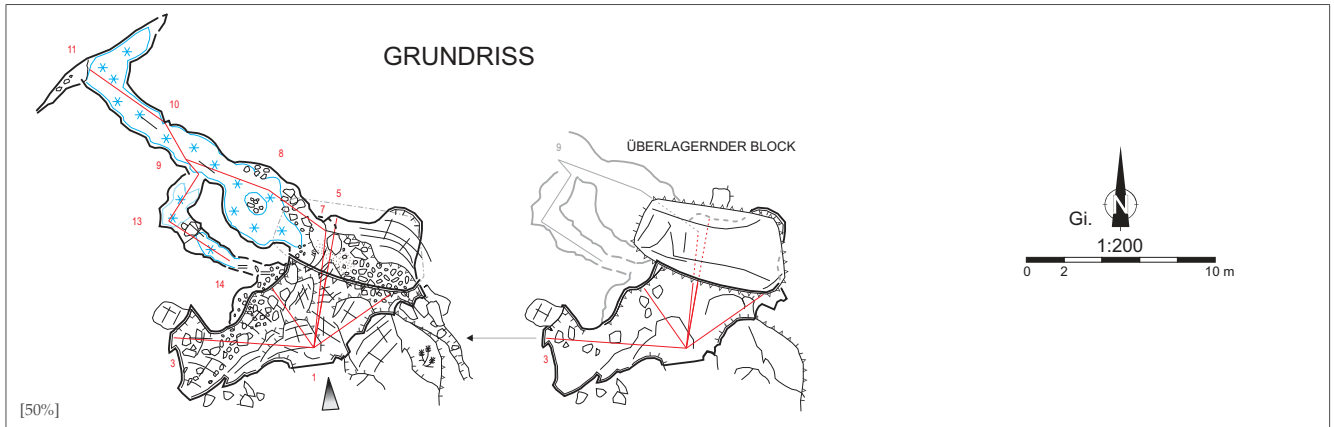 GRUNDRISS
11
10
9
8
7
5
13
14
3
1
ÜBERLAGERNDER BLOCK
9
3
N
Gi.
1:200
0 2 10 m
[50%]